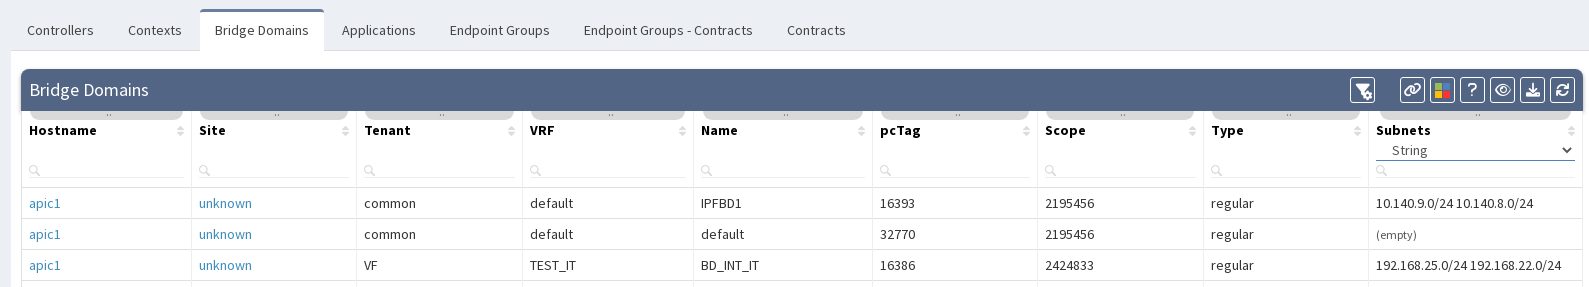 Controllers Contexts Bridge Domains Applications Endpoint Groups Endpoint Groups - Contracts Contracts
Bridge Domains
Hostname Site Tenant VRF Name pcTag Scope Type Subnets
String
apic1 unknown common default IPFBD1 16393 2195456 regular 10.140.9.0/24 10.140.8.0/24
apic1 unknown common default default 32770 2195456 regular (empty)
apic1 unknown VF TEST_IT BD_INT_IT 16386 2424833 regular 192.168.25.0/24 192.168.22.0/24